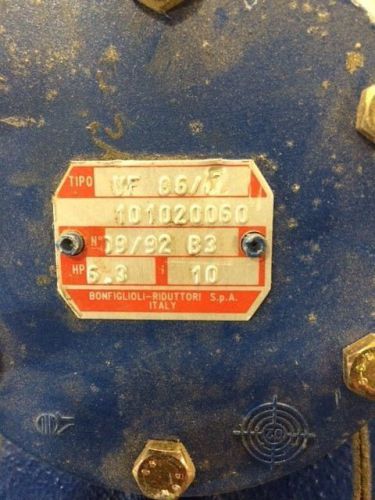 TIPO VF 86/
101020060
N° 09/92 B3
HP 6.3 i 10
BONFIGLIOLI-RIDUTTORI S.p.A.
ITALY